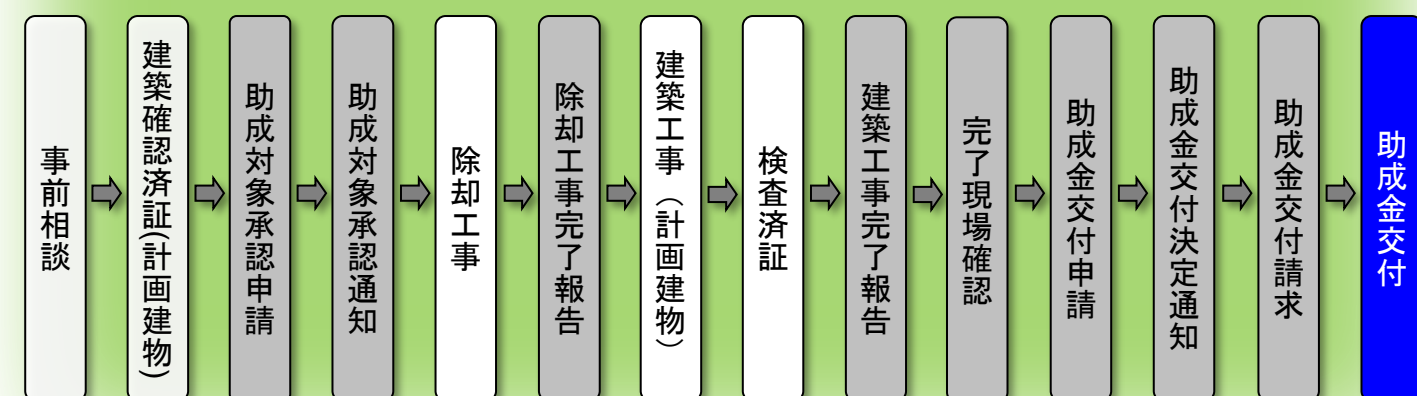 事前相談
建築確認済証(計画建物)
助成対象承認申請
助成対象承認通知
除却工事
除却工事完了報告
建築工事（計画建物）
検査済証
建築工事完了報告
完了現場確認
助成金交付申請
助成金交付決定通知
助成金交付請求
助成金交付